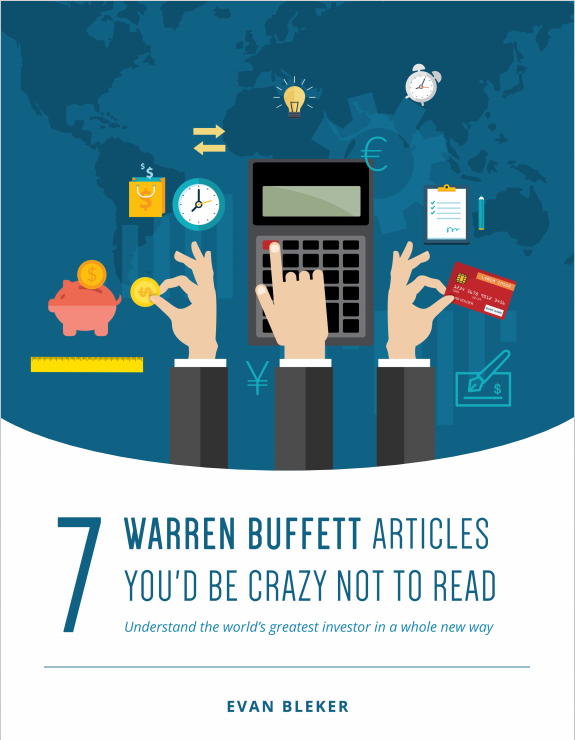 7
WARREN BUFFETT ARTICLES
YOU'D BE CRAZY NOT TO READ
Understand the world's greatest investor in a whole new way
EVAN BLEKER